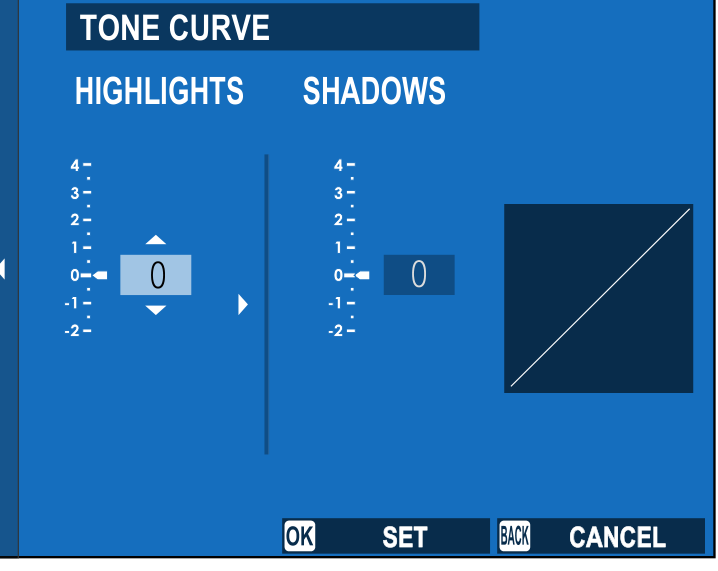 TONE CURVE
HIGHLIGHTS SHADOWS
4 4
3 3
2 2
1 1
0 0 0 0
-1 -1
-2 -2
OK SET BACK CANCEL